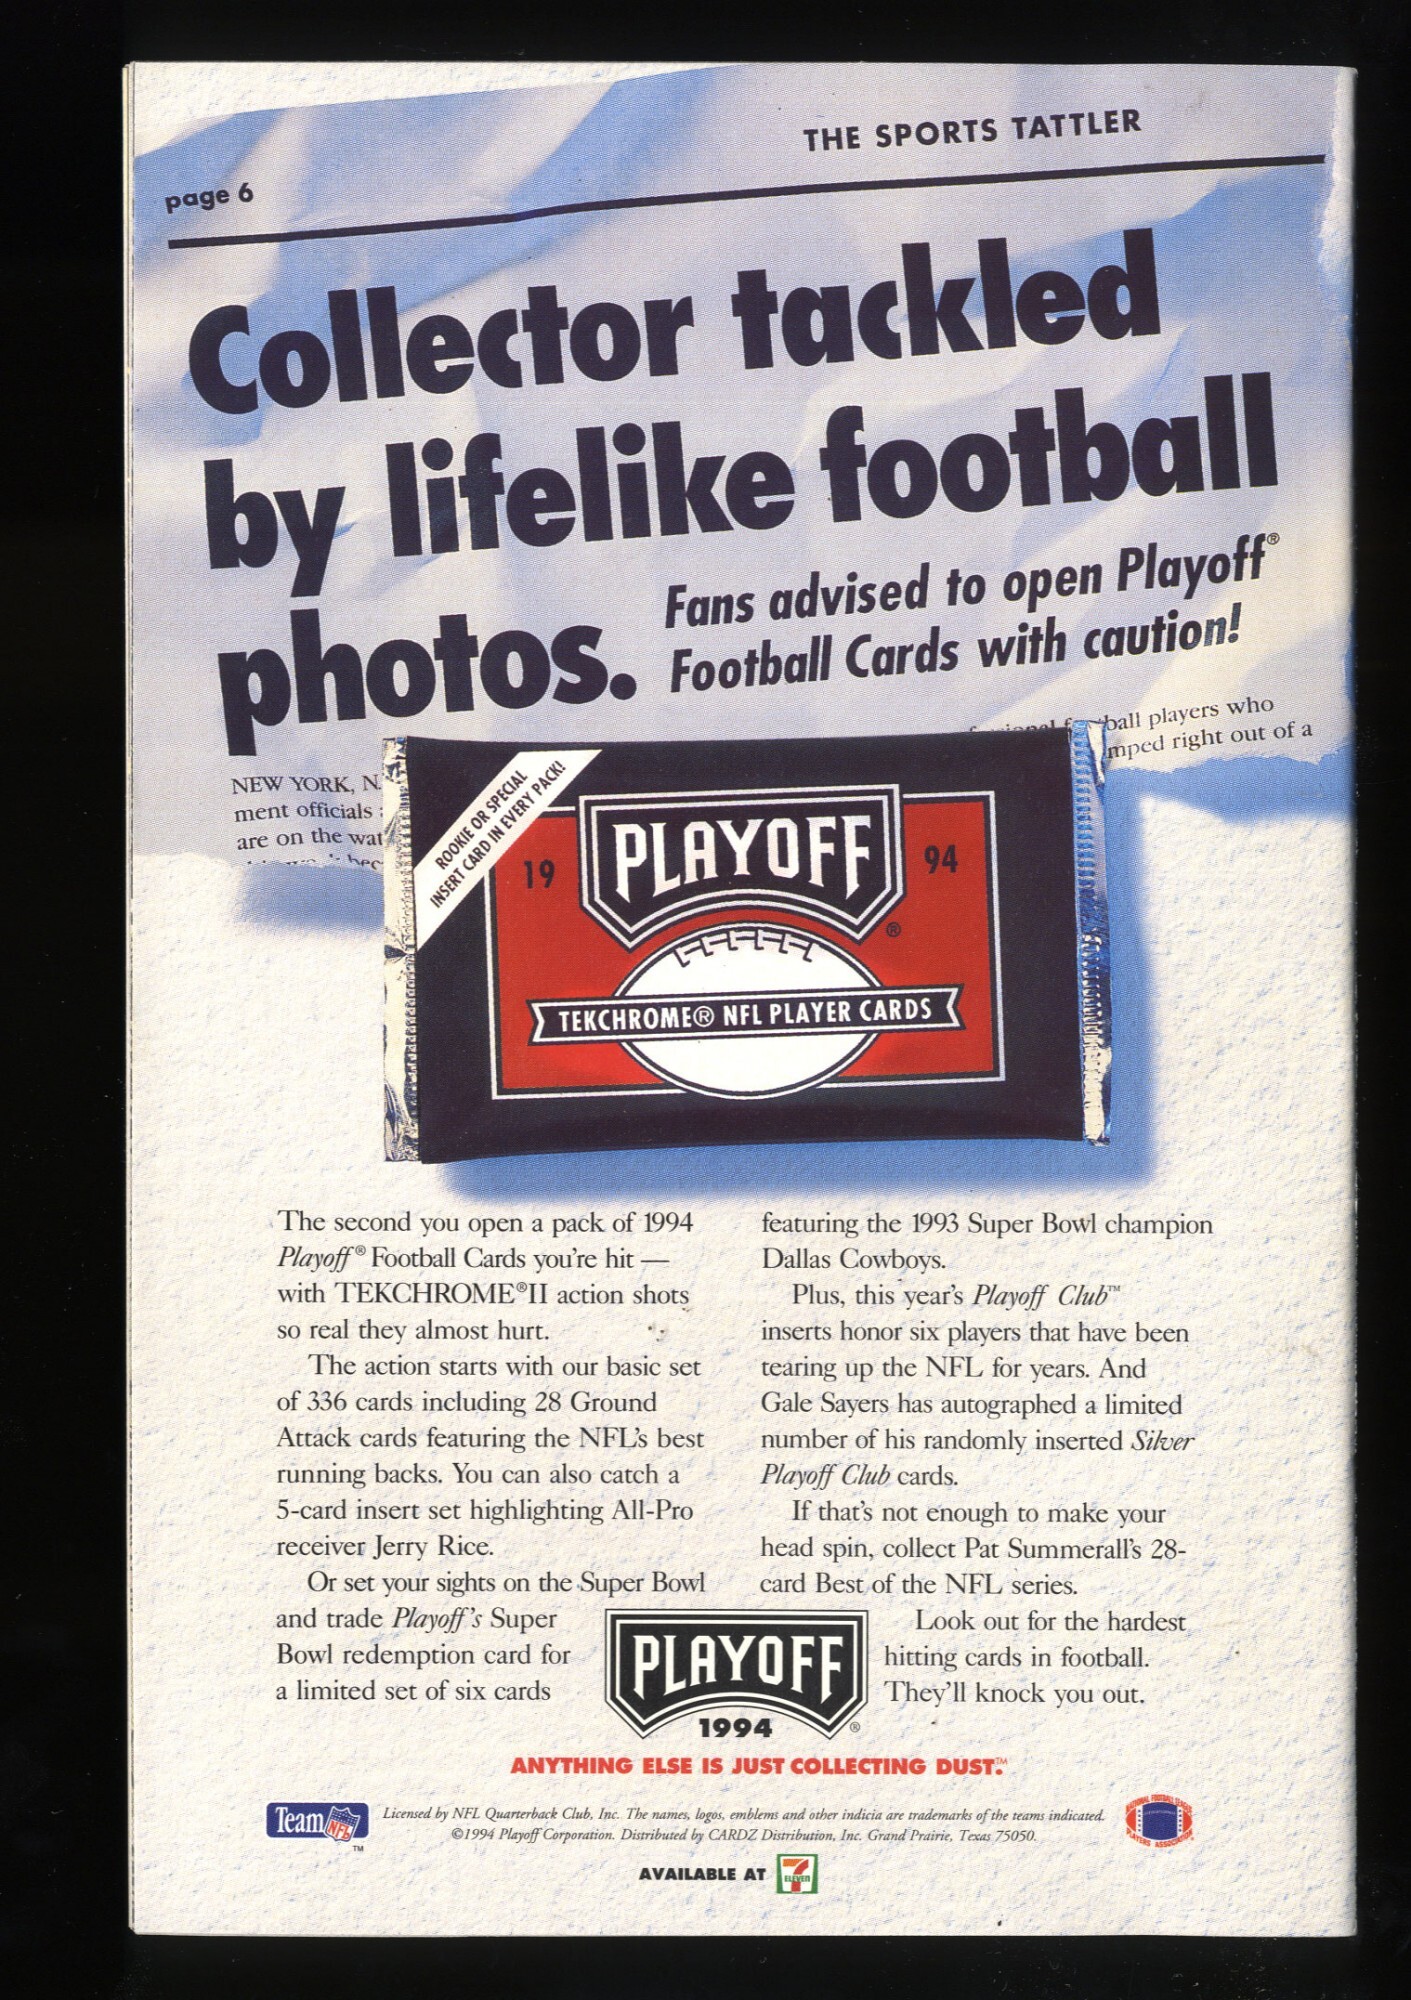 THE SPORTS TATTLER
page 6
Collector tackled
by lifelike football
photos.
Fans advised to open Playoff®
Football Cards with caution!
NEW YORK, N.
ment officials
are on the wat
ball players who
mped right out of a
ROOKIE OR SPECIAL
INSERT CARD IN EVERY PACK!
19 PLAYOFF 94
®
TEKCHROME® NFL PLAYER CARDS
The second you open a pack of 1994
Playoff® Football Cards you're hit —
with TEKCHROME®II action shots
so real they almost hurt.
The action starts with our basic set
of 336 cards including 28 Ground
Attack cards featuring the NFL's best
running backs. You can also catch a
5-card insert set highlighting All-Pro
receiver Jerry Rice.
Or set your sights on the Super Bowl
and trade Playoff's Super
Bowl redemption card for
a limited set of six cards
featuring the 1993 Super Bowl champion
Dallas Cowboys.
Plus, this year's Playoff Club™
inserts honor six players that have been
tearing up the NFL for years. And
Gale Sayers has autographed a limited
number of his randomly inserted Silver
Playoff Club cards.
If that's not enough to make your
head spin, collect Pat Summerall's 28-
card Best of the NFL series.
Look out for the hardest
hitting cards in football.
They'll knock you out.
PLAYOFF
1994 ®
ANYTHING ELSE IS JUST COLLECTING DUST.™
Team NFL ™
Licensed by NFL Quarterback Club, Inc. The names, logos, emblems and other indicia are trademarks of the teams indicated.
©1994 Playoff Corporation. Distributed by CARDZ Distribution, Inc. Grand Prairie, Texas 75050.
NATIONAL FOOTBALL LEAGUE
PLAYERS ASSOCIATION
AVAILABLE AT 7 ELEVEN